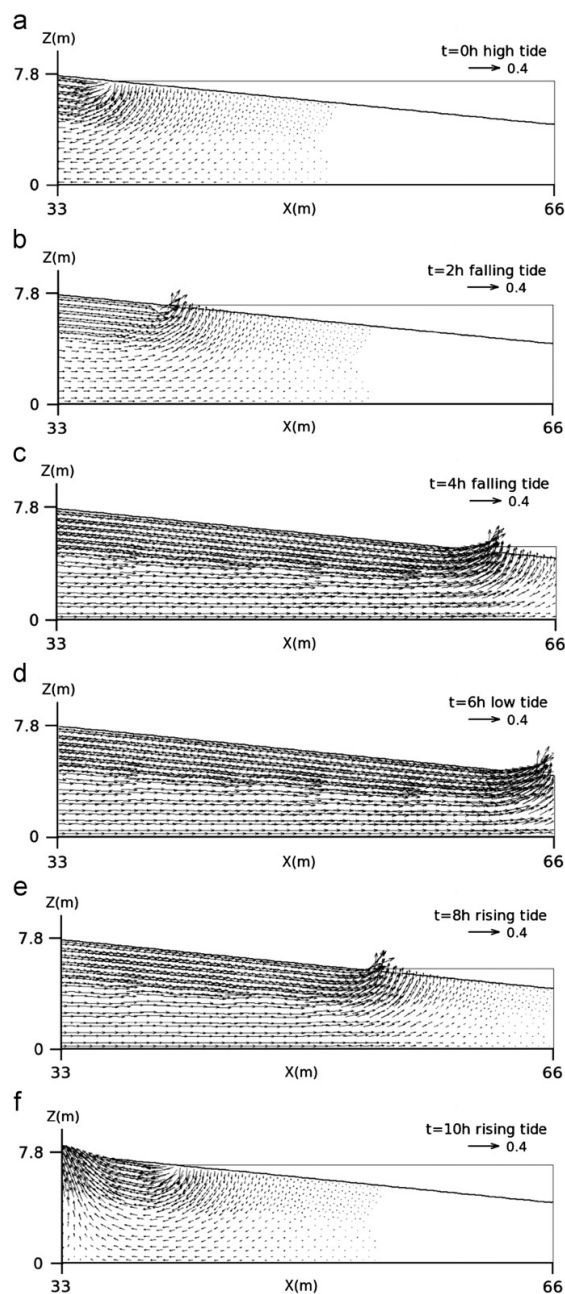 a
Z(m)
t=0h high tide
7.8
0.4
0
33
X(m)
66
b
Z(m)
t=2h falling tide
7.8
0.4
0
33
X(m)
66
c
Z(m)
t=4h falling tide
7.8
0.4
0
33
X(m)
66
d
Z(m)
t=6h low tide
7.8
0.4
0
33
X(m)
66
e
Z(m)
t=8h rising tide
7.8
0.4
0
33
X(m)
66
f
Z(m)
t=10h rising tide
7.8
0.4
0
33
X(m)
66